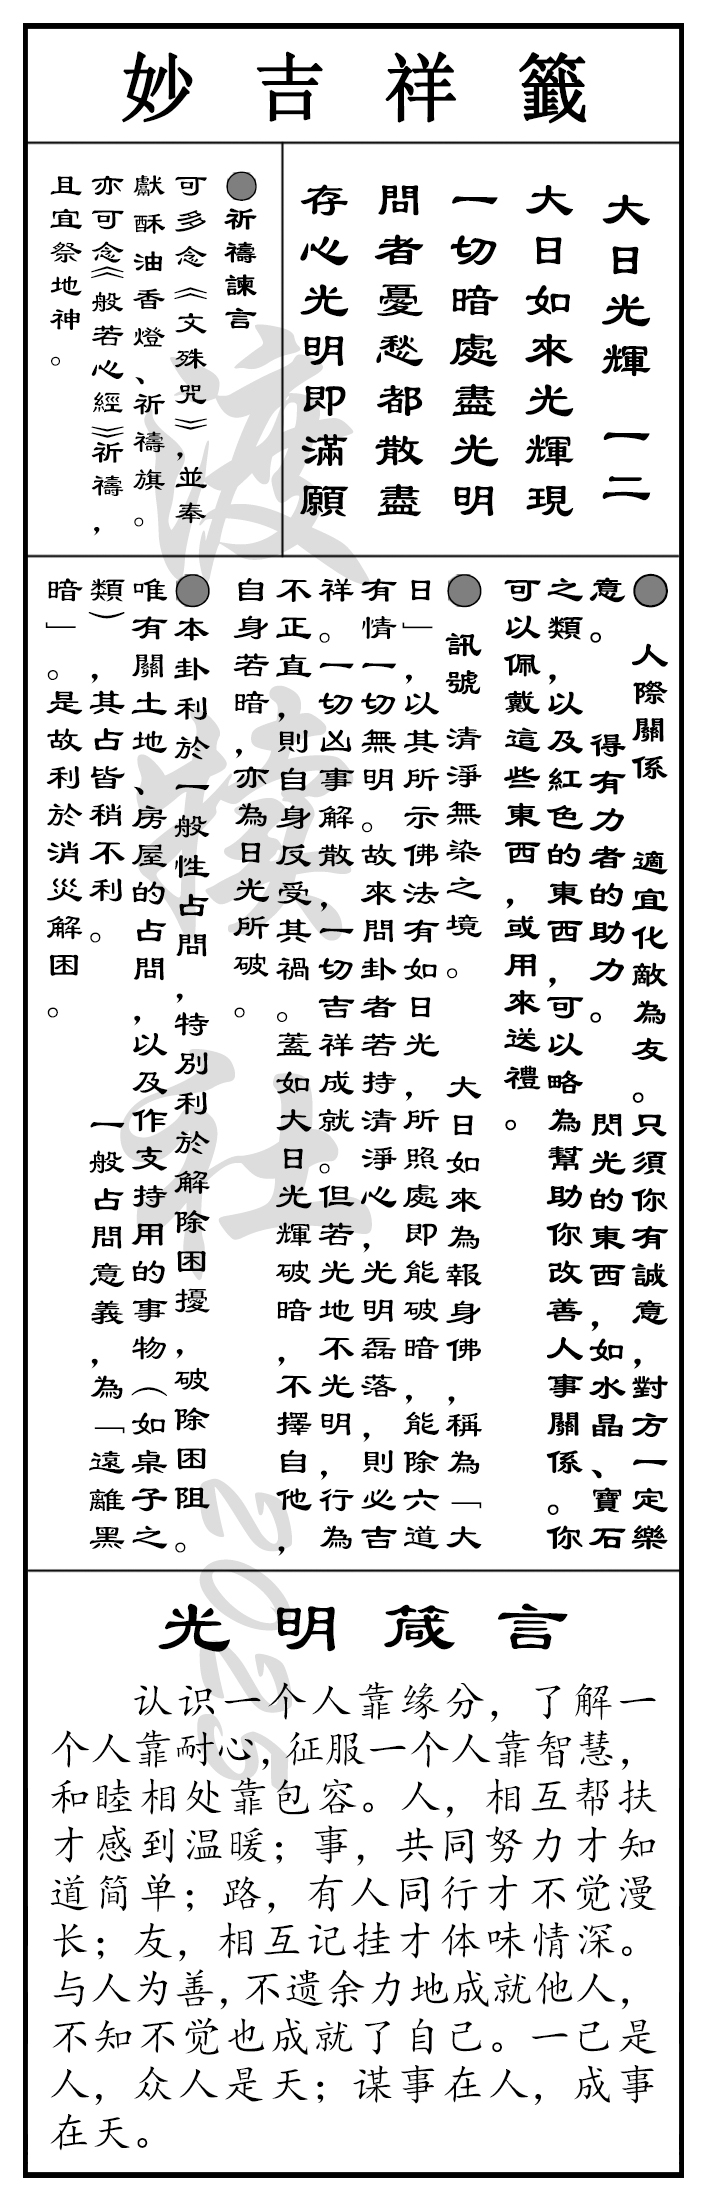 妙吉祥籤
大日光輝　一二
大日如來光輝現
一切暗處盡光明
問者憂愁都散盡
存心光明即滿願
●祈禱諫言
可多念《文殊咒》，並奉
獻酥油香燈、祈禱旗。
亦可念《般若心經》祈禱，
且宜祭地神。
●　人際關係　適宜化敵為友。只須你有誠意，對方一定樂
意。　得有力者的助力。　閃光的東西，如水晶、寶石
之類，以及紅色的東西，可以略為幫助你改善人事關係。你
可以佩戴這些東西，或用來送禮。
●　訊號　清淨無染之境。　大日如來為報身佛，稱為「大
日」，以其所示佛法有如日光，所照處即能破暗，能除六道
有情一切無明。故來問卦者若持清淨心，光明磊落，則必吉
祥。一切凶事解散，一切吉祥成就。但若光地不光明，行為
不正直，則自身反受其禍。蓋如大日光輝破暗，不擇自他，
自身若暗，亦為日光所破。
●本卦利於一般性占問，特別利於解除困擾，破除困阻。
唯有關土地、房屋的占問，以及作支持用的事物（如桌子之
類），其占皆稍不利。　一般占問意義，為「遠離黑
暗」。是故利於消災解困。
光明箴言
认识一个人靠缘分，了解一
个人靠耐心，征服一个人靠智慧，
和睦相处靠包容。人，相互帮扶
才感到温暖；事，共同努力才知
道简单；路，有人同行才不觉漫
长；友，相互记挂才体味情深。
与人为善，不遗余力地成就他人，
不知不觉也成就了自己。一己是
人，众人是天；谋事在人，成事
在天。
2025